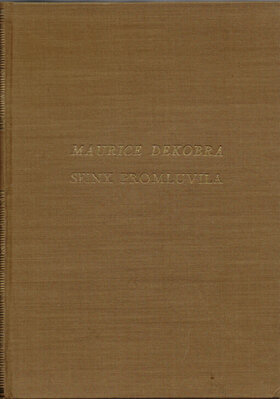 MAURICE DEKOBRA
SFINX PROMLUVILA